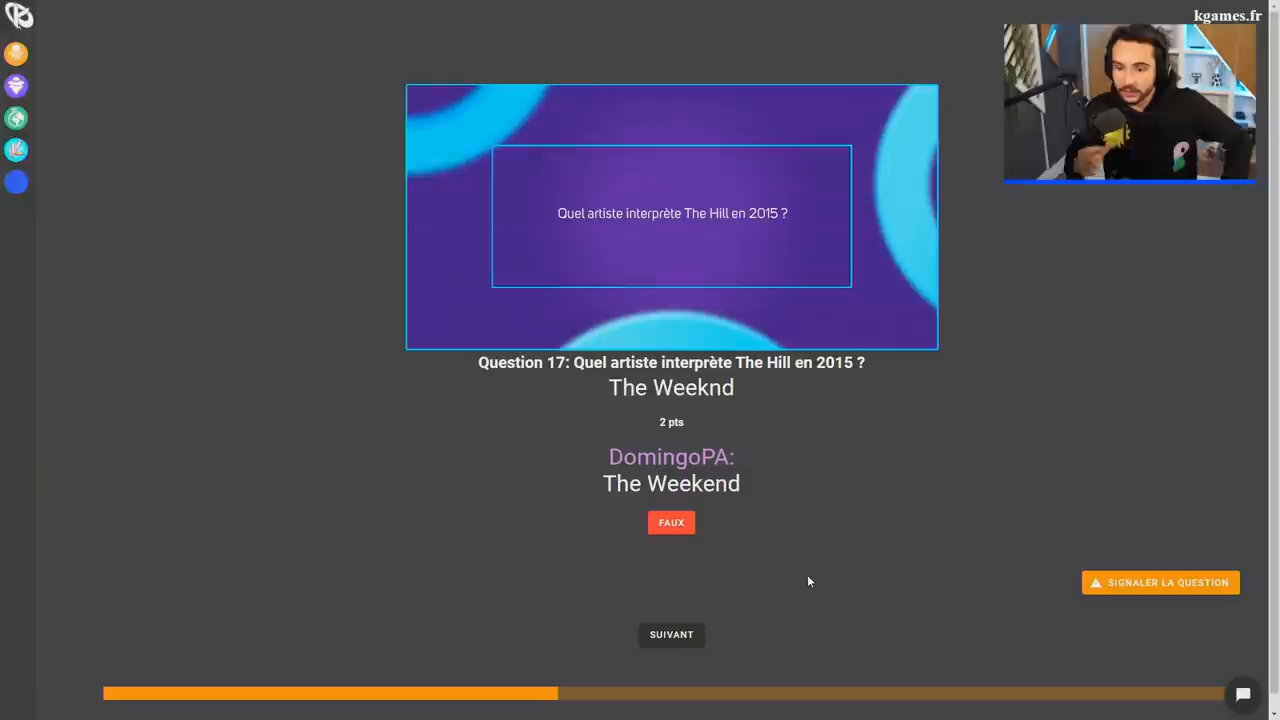 kgames.fr
Quel artiste interprète The Hill en 2015 ?
Question 17: Quel artiste interprète The Hill en 2015 ?
The Weeknd
2 pts
DomingoPA:
The Weekend
FAUX
SIGNALER LA QUESTION
SUIVANT